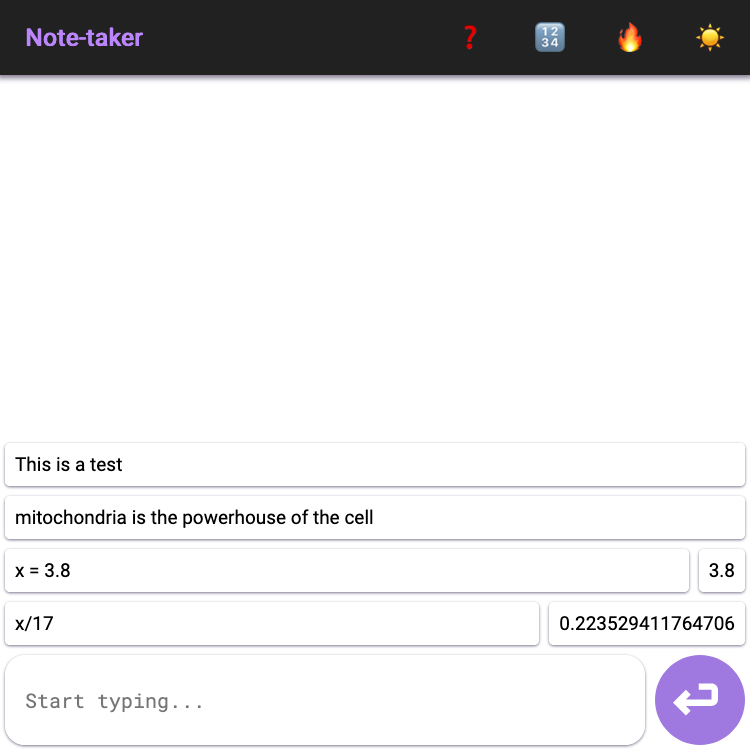 Note-taker
❓ 🔢 🔥 ☀️
This is a test
mitochondria is the powerhouse of the cell
x = 3.8 3.8
x/17 0.223529411764706
Start typing...